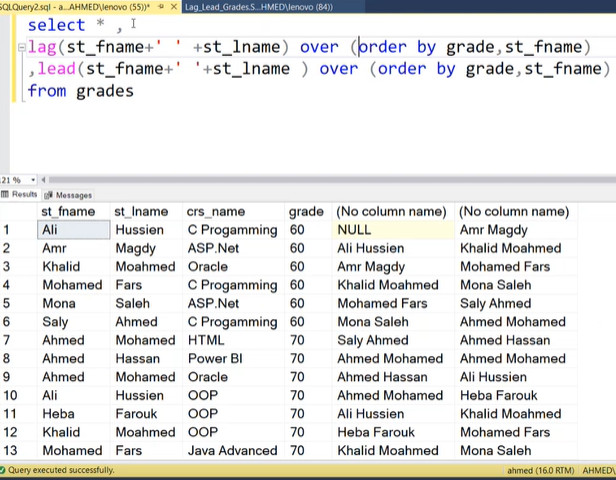 SQLQuery2.sql - a...AHMED\lenovo (55))*
Lag_Lead_Grades.S...HMED\lenovo (84))
select * ,
lag(st_fname+' ' +st_lname) over (order by grade,st_fname)
,lead(st_fname+' '+st_lname ) over (order by grade,st_fname)
from grades
21 %
Results Messages
st_fname st_lname crs_name grade (No column name) (No column name)
1 Ali Hussien C Progamming 60 NULL Amr Magdy
2 Amr Magdy ASP.Net 60 Ali Hussien Khalid Moahmed
3 Khalid Moahmed Oracle 60 Amr Magdy Mohamed Fars
4 Mohamed Fars C Progamming 60 Khalid Moahmed Mona Saleh
5 Mona Saleh ASP.Net 60 Mohamed Fars Saly Ahmed
6 Saly Ahmed C Progamming 60 Mona Saleh Ahmed Mohamed
7 Ahmed Mohamed HTML 70 Saly Ahmed Ahmed Hassan
8 Ahmed Hassan Power BI 70 Ahmed Mohamed Ahmed Mohamed
9 Ahmed Mohamed Oracle 70 Ahmed Hassan Ali Hussien
10 Ali Hussien OOP 70 Ahmed Mohamed Heba Farouk
11 Heba Farouk OOP 70 Ali Hussien Khalid Moahmed
12 Khalid Moahmed OOP 70 Heba Farouk Mohamed Fars
13 Mohamed Fars Java Advanced 70 Khalid Moahmed Mona Saleh
Query executed successfully.
ahmed (16.0 RTM) AHMED\